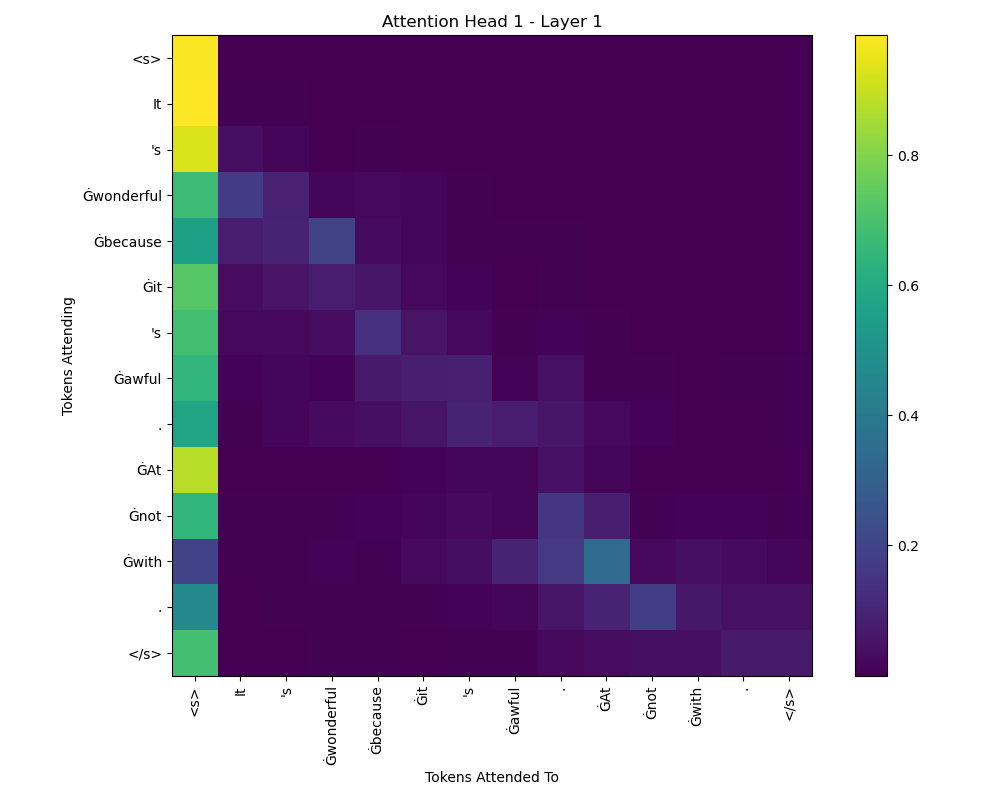 Attention Head 1 - Layer 1
<s>
It
's
Ġwonderful
Ġbecause
Ġit
's
Ġawful
.
ĠAt
Ġnot
Ġwith
.
</s>
Tokens Attending
<s>
It
's
Ġwonderful
Ġbecause
Ġit
's
Ġawful
.
ĠAt
Ġnot
Ġwith
.
</s>
Tokens Attended To
0.8
0.6
0.4
0.2